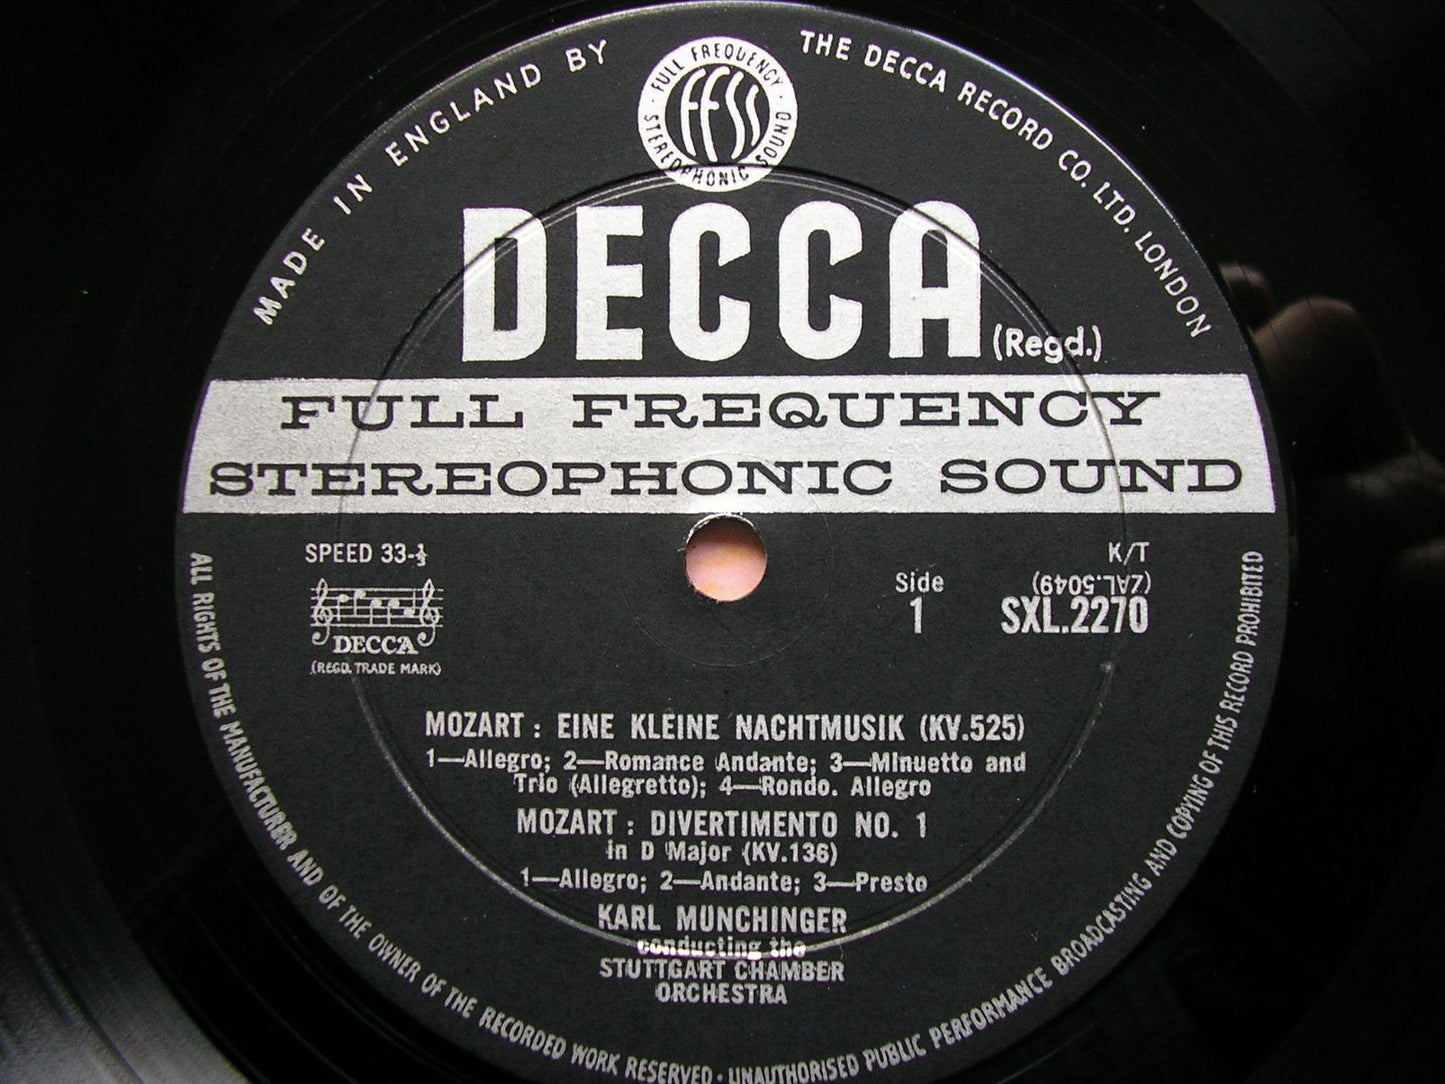 MADE IN ENGLAND BY
THE DECCA RECORD CO. LTD. LONDON
FULL FREQUENCY
STEREOPHONIC SOUND
FFSS
DECCA
(Regd.)
FULL FREQUENCY
STEREOPHONIC SOUND
SPEED 33-⅓
DECCA
(REGD. TRADE MARK)
Side
1
K/T
(ZAL.5049)
SXL.2270
MOZART : EINE KLEINE NACHTMUSIK (KV.525)
1—Allegro; 2—Romance Andante; 3—Minuetto and
Trio (Allegretto); 4—Rondo. Allegro
MOZART : DIVERTIMENTO NO. 1
in D Major (KV.136)
1—Allegro; 2—Andante; 3—Presto
KARL MUNCHINGER
conducting the
STUTTGART CHAMBER
ORCHESTRA
ALL RIGHTS OF THE MANUFACTURER AND OF THE OWNER OF THE RECORDED WORK RESERVED · UNAUTHORISED PUBLIC PERFORMANCE BROADCASTING AND COPYING OF THIS RECORD PROHIBITED